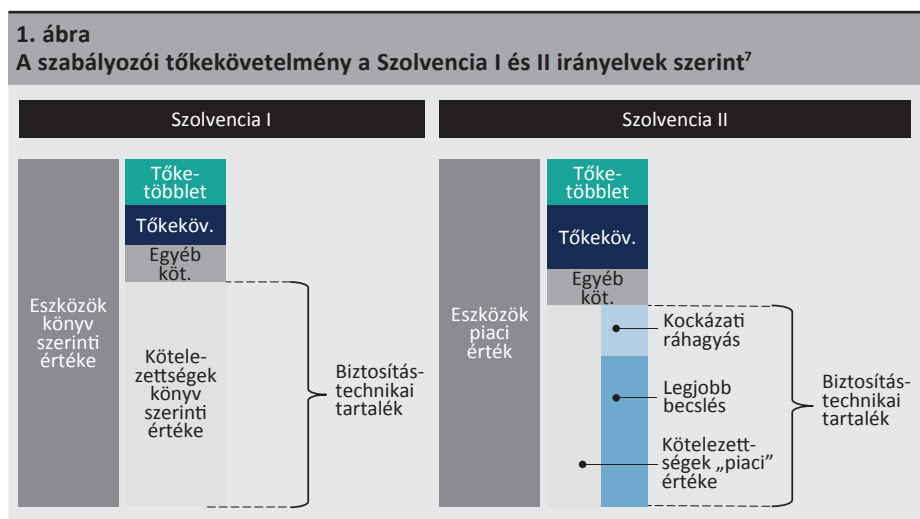 1. ábra
A szabályozói tőkekövetelmény a Szolvencia I és II irányelvek szerint⁷
Szolvencia I
Eszközök
könyv
szerinti
értéke
Tőke-
többlet
Tőkeköv.
Egyéb
köt.
Kötele-
zettségek
könyv
szerinti
értéke
Biztosítás-
technikai
tartalék
Szolvencia II
Eszközök
piaci
érték
Tőke-
többlet
Tőkeköv.
Egyéb
köt.
Kockázati
ráhagyás
Legjobb
becslés
Kötelezett-
ségek „piaci”
értéke
Biztosítás-
technikai
tartalék